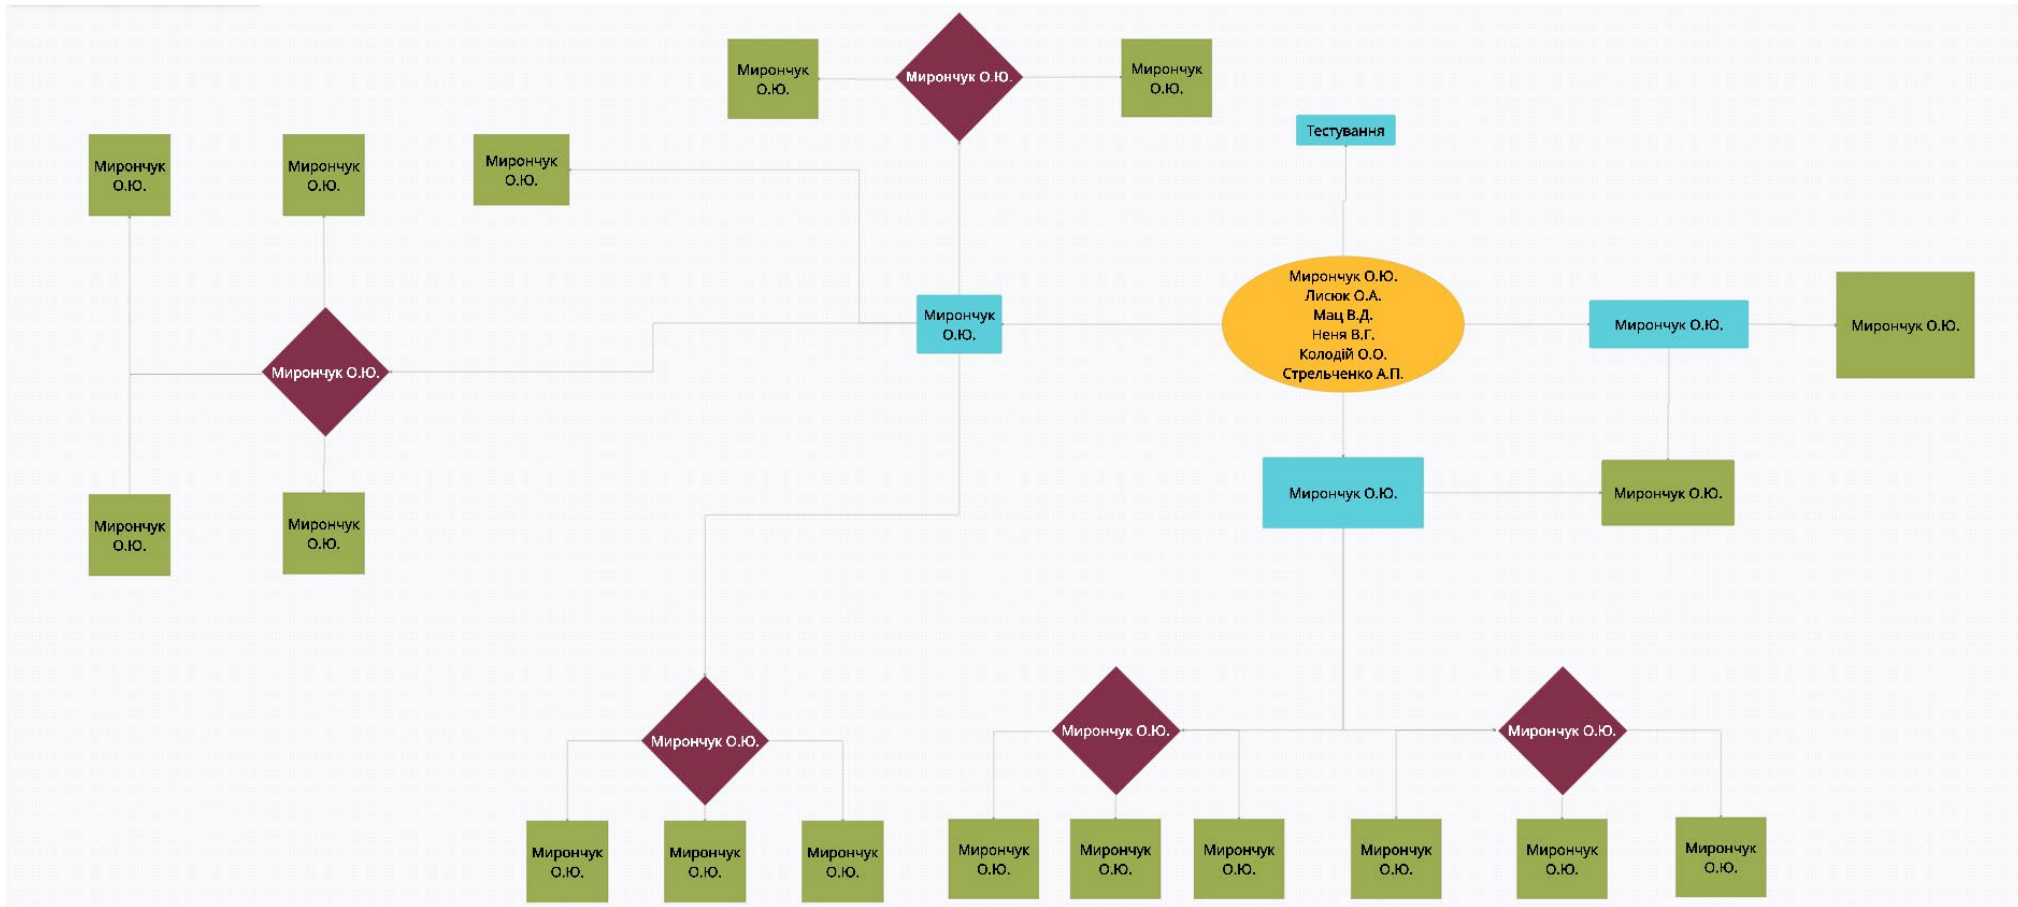 Мирончук
О.Ю.
Мирончук О.Ю.
Мирончук
О.Ю.
Тестування
Мирончук
О.Ю.
Мирончук
О.Ю.
Мирончук
О.Ю.
Мирончук О.Ю.
Лисюк О.А.
Мац В.Д.
Неня В.Г.
Колодій О.О.
Стрельченко А.П.
Мирончук
О.Ю.
Мирончук О.Ю.
Мирончук О.Ю.
Мирончук О.Ю.
Мирончук
О.Ю.
Мирончук
О.Ю.
Мирончук О.Ю.
Мирончук О.Ю.
Мирончук О.Ю.
Мирончук О.Ю.
Мирончук О.Ю.
Мирончук
О.Ю.
Мирончук
О.Ю.
Мирончук
О.Ю.
Мирончук
О.Ю.
Мирончук
О.Ю.
Мирончук
О.Ю.
Мирончук
О.Ю.
Мирончук
О.Ю.
Мирончук
О.Ю.